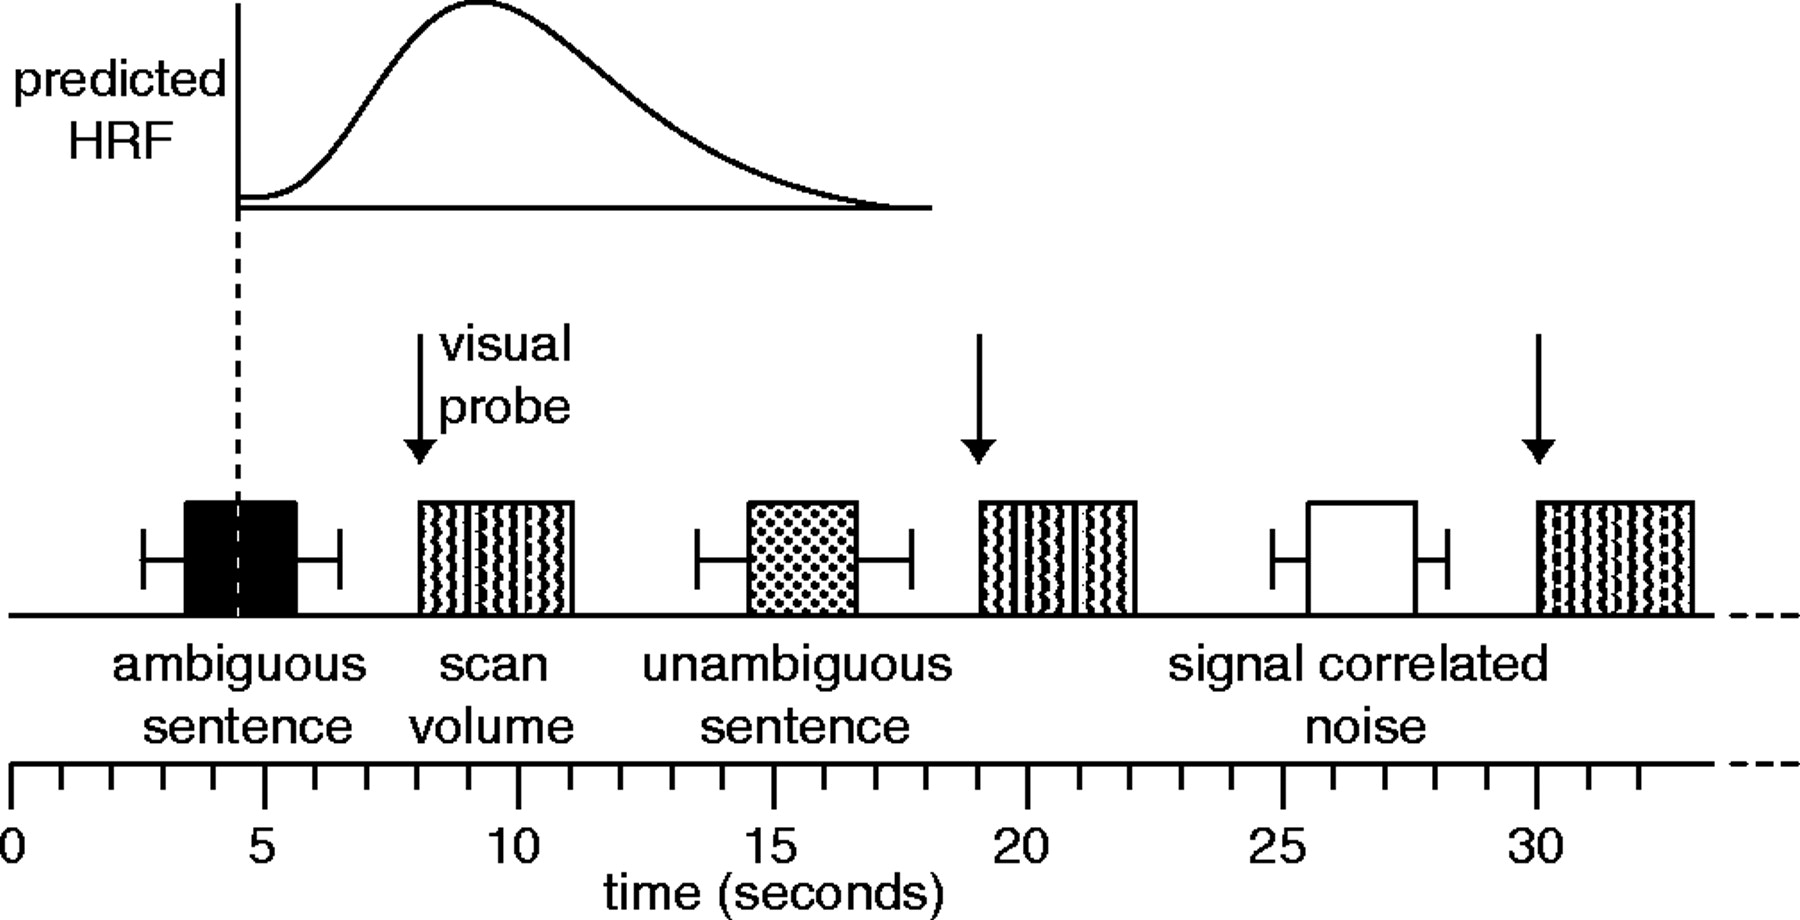 predicted
HRF
visual
probe
ambiguous
sentence
scan
volume
unambiguous
sentence
signal correlated
noise
0 5 10 15 20 25 30
time (seconds)